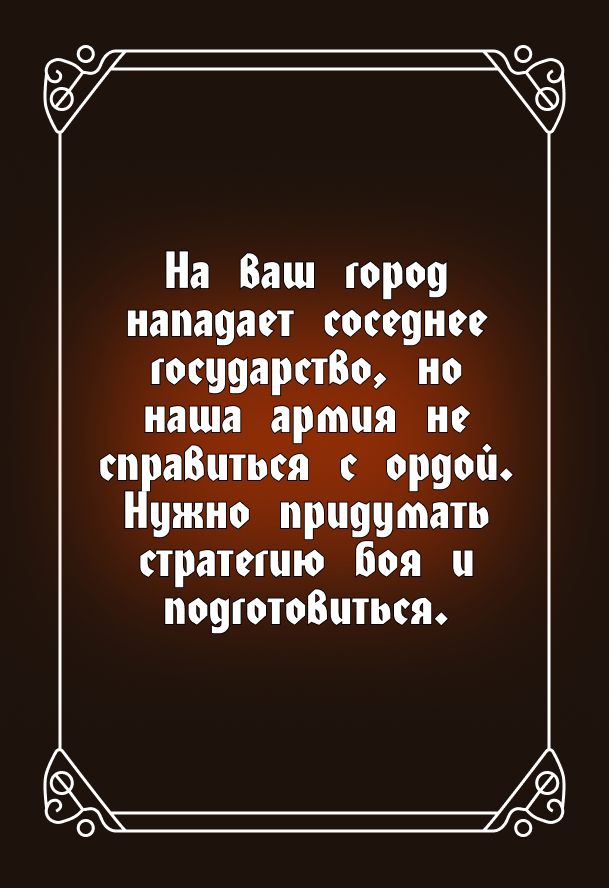 На ваш город
нападает соседнее
государство, но
наша армия не
справиться с ордой.
Нужно придумать
стратегию боя и
подготовиться.